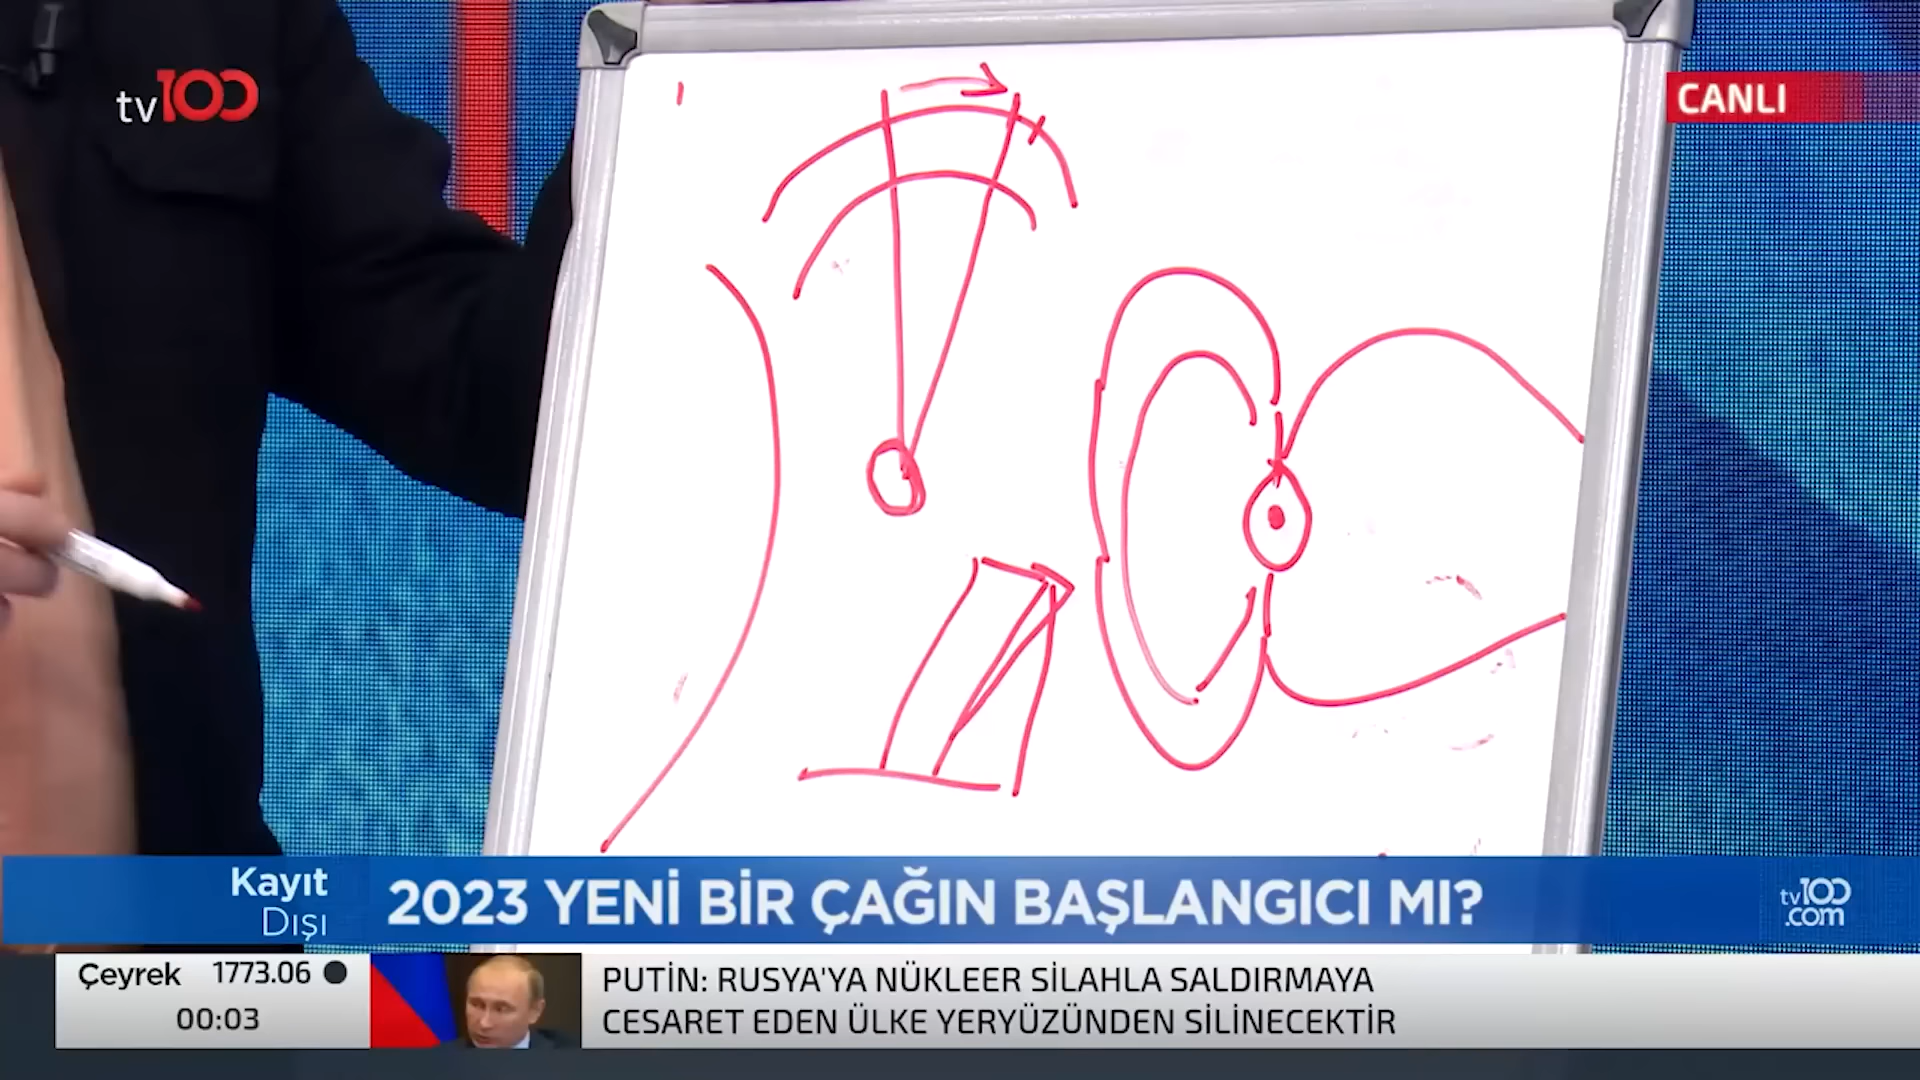 tv100
CANLI
Kayıt
Dışı
2023 YENİ BİR ÇAĞIN BAŞLANGICI MI?
tv100
.com
Çeyrek 1773.06
00:03
PUTİN: RUSYA'YA NÜKLEER SİLAHLA SALDIRMAYA
CESARET EDEN ÜLKE YERYÜZÜNDEN SİLİNECEKTİR